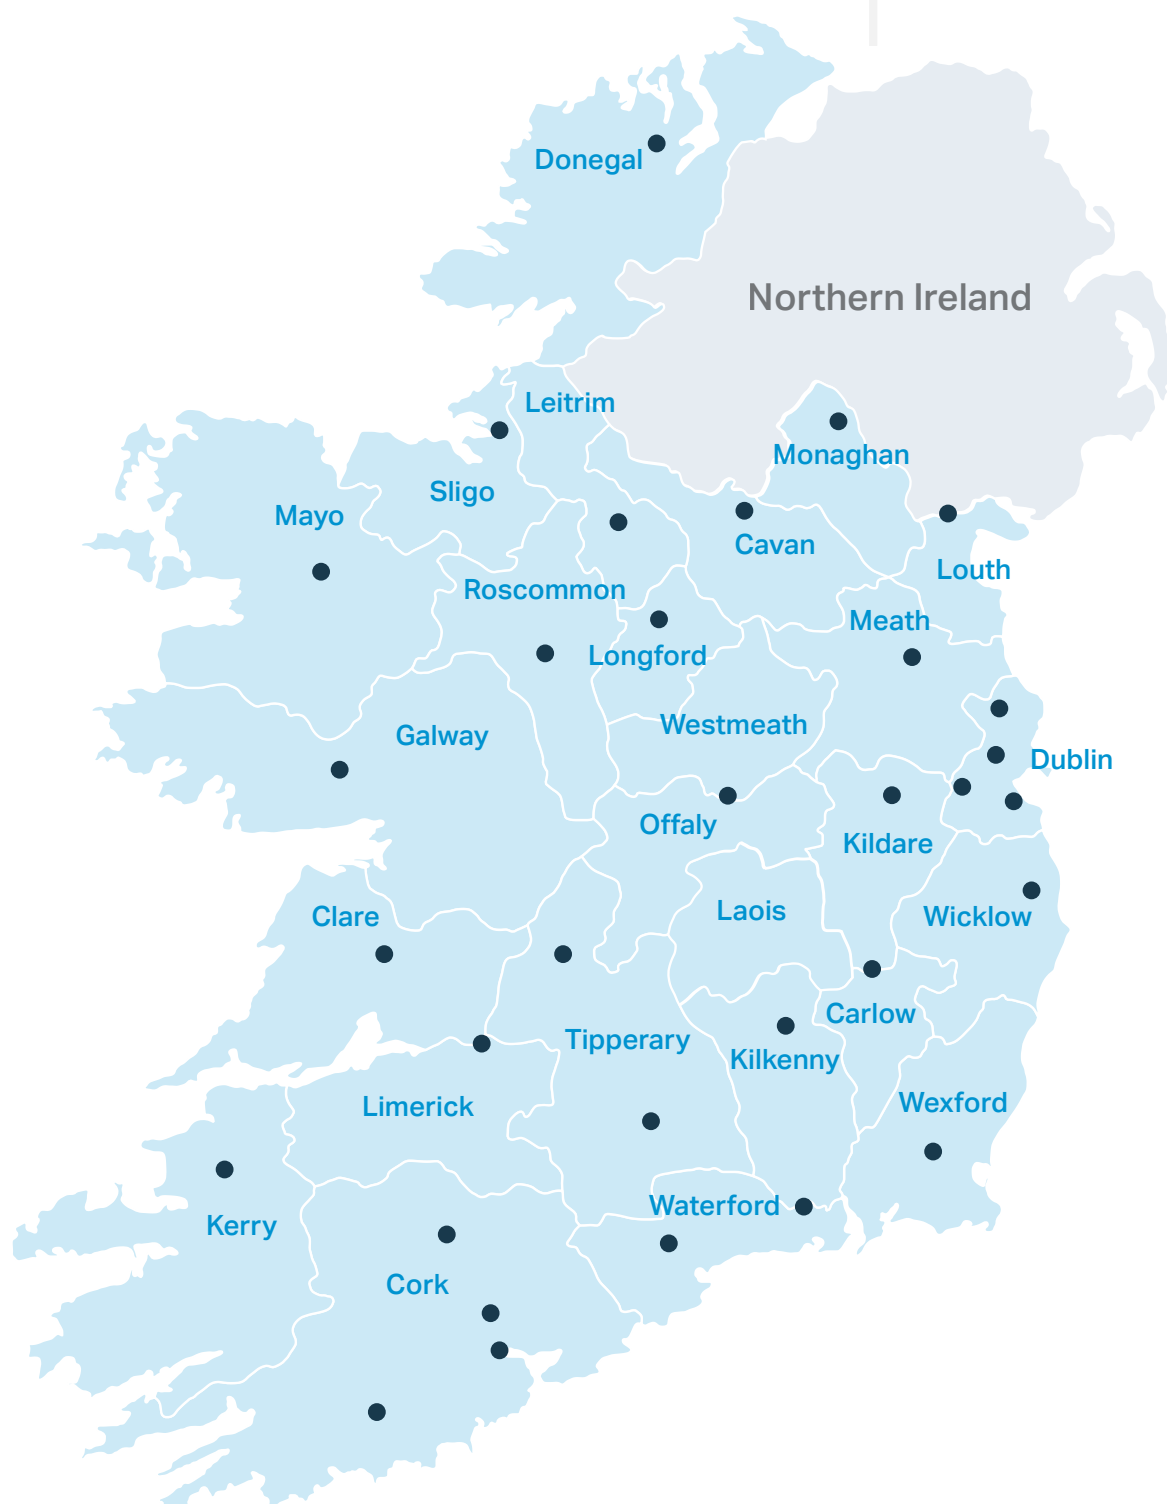 Donegal
Northern Ireland
Leitrim
Monaghan
Sligo
Mayo
Cavan
Louth
Roscommon
Meath
Longford
Westmeath
Galway
Dublin
Offaly
Kildare
Laois
Clare
Wicklow
Carlow
Tipperary
Kilkenny
Limerick
Wexford
Waterford
Kerry
Cork